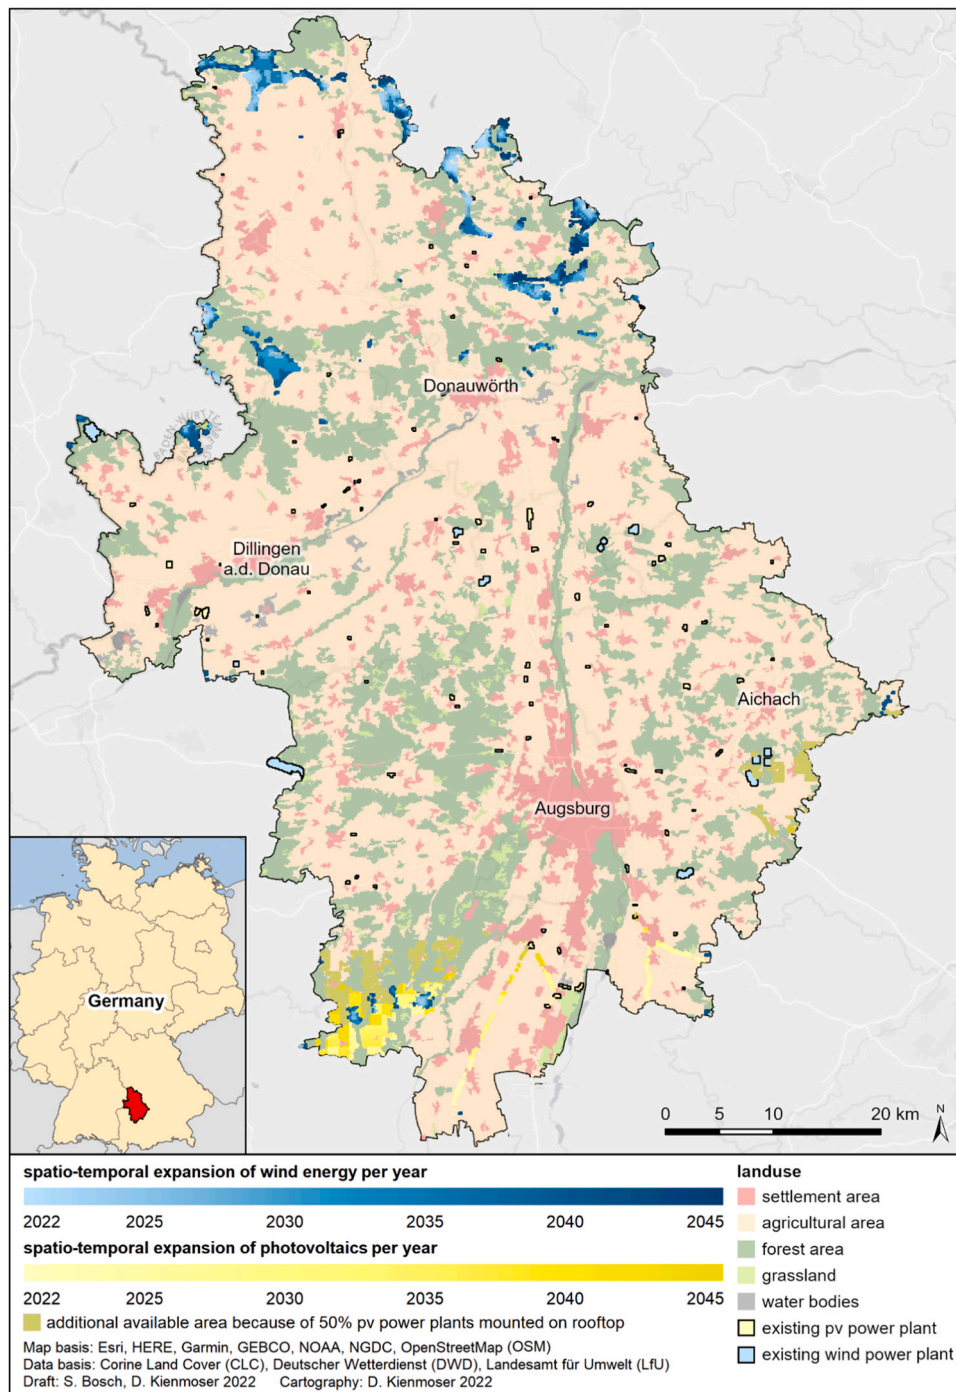 BADEN-WÜRTTE
Donauwörth
Dillingen
a.d. Donau
Aichach
Augsburg
Germany
0 5 10 20 km
N
spatio-temporal expansion of wind energy per year
2022 2025 2030 2035 2040 2045
spatio-temporal expansion of photovoltaics per year
2022 2025 2030 2035 2040 2045
additional available area because of 50% pv power plants mounted on rooftop
Map basis: Esri, HERE, Garmin, GEBCO, NOAA, NGDC, OpenStreetMap (OSM)
Data basis: Corine Land Cover (CLC), Deutscher Wetterdienst (DWD), Landesamt für Umwelt (LfU)
Draft: S. Bosch, D. Kienmoser 2022 Cartography: D. Kienmoser 2022
landuse
settlement area
agricultural area
forest area
grassland
water bodies
existing pv power plant
existing wind power plant